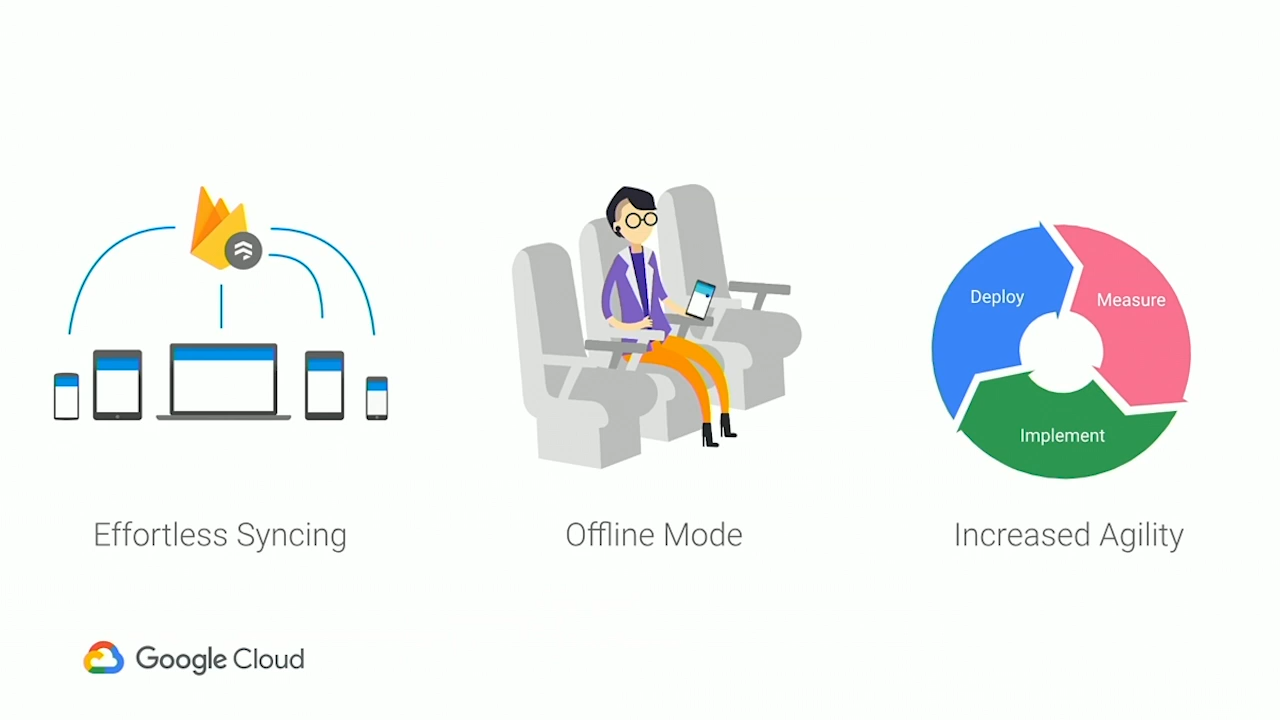 Deploy
Measure
Implement
Effortless Syncing
Offline Mode
Increased Agility
Google Cloud